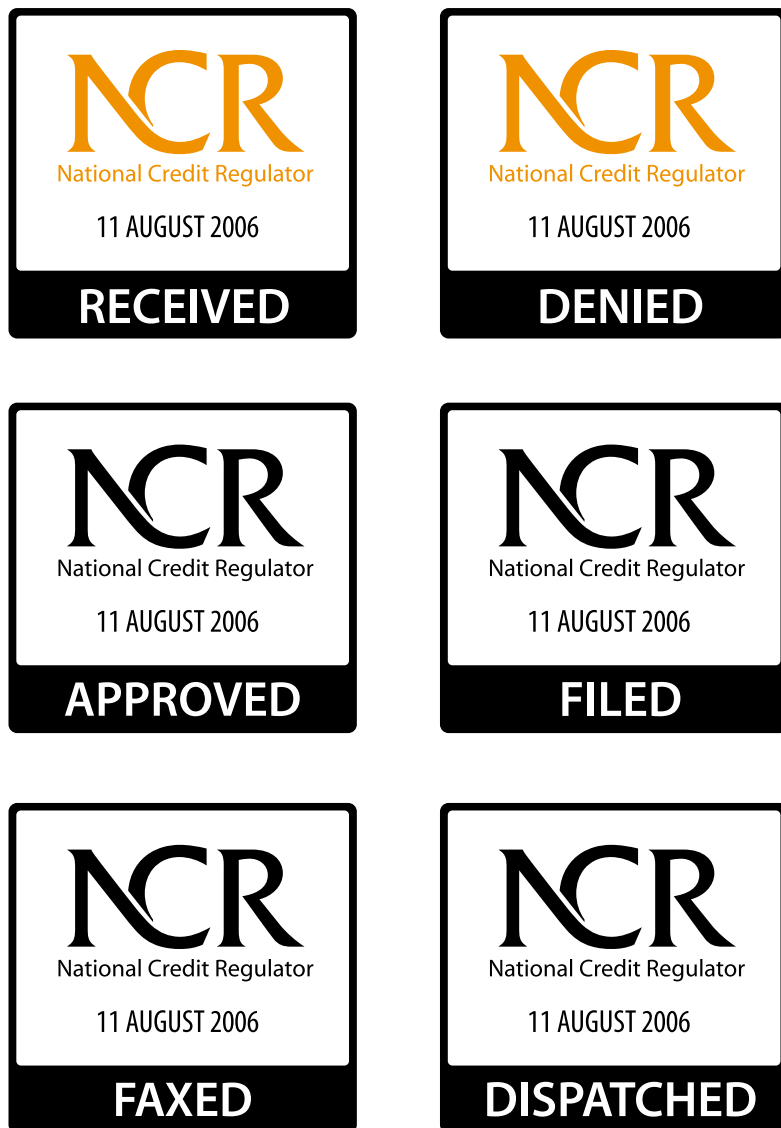 NCR
National Credit Regulator
11 AUGUST 2006
RECEIVED
NCR
National Credit Regulator
11 AUGUST 2006
DENIED
NCR
National Credit Regulator
11 AUGUST 2006
APPROVED
NCR
National Credit Regulator
11 AUGUST 2006
FILED
NCR
National Credit Regulator
11 AUGUST 2006
FAXED
NCR
National Credit Regulator
11 AUGUST 2006
DISPATCHED